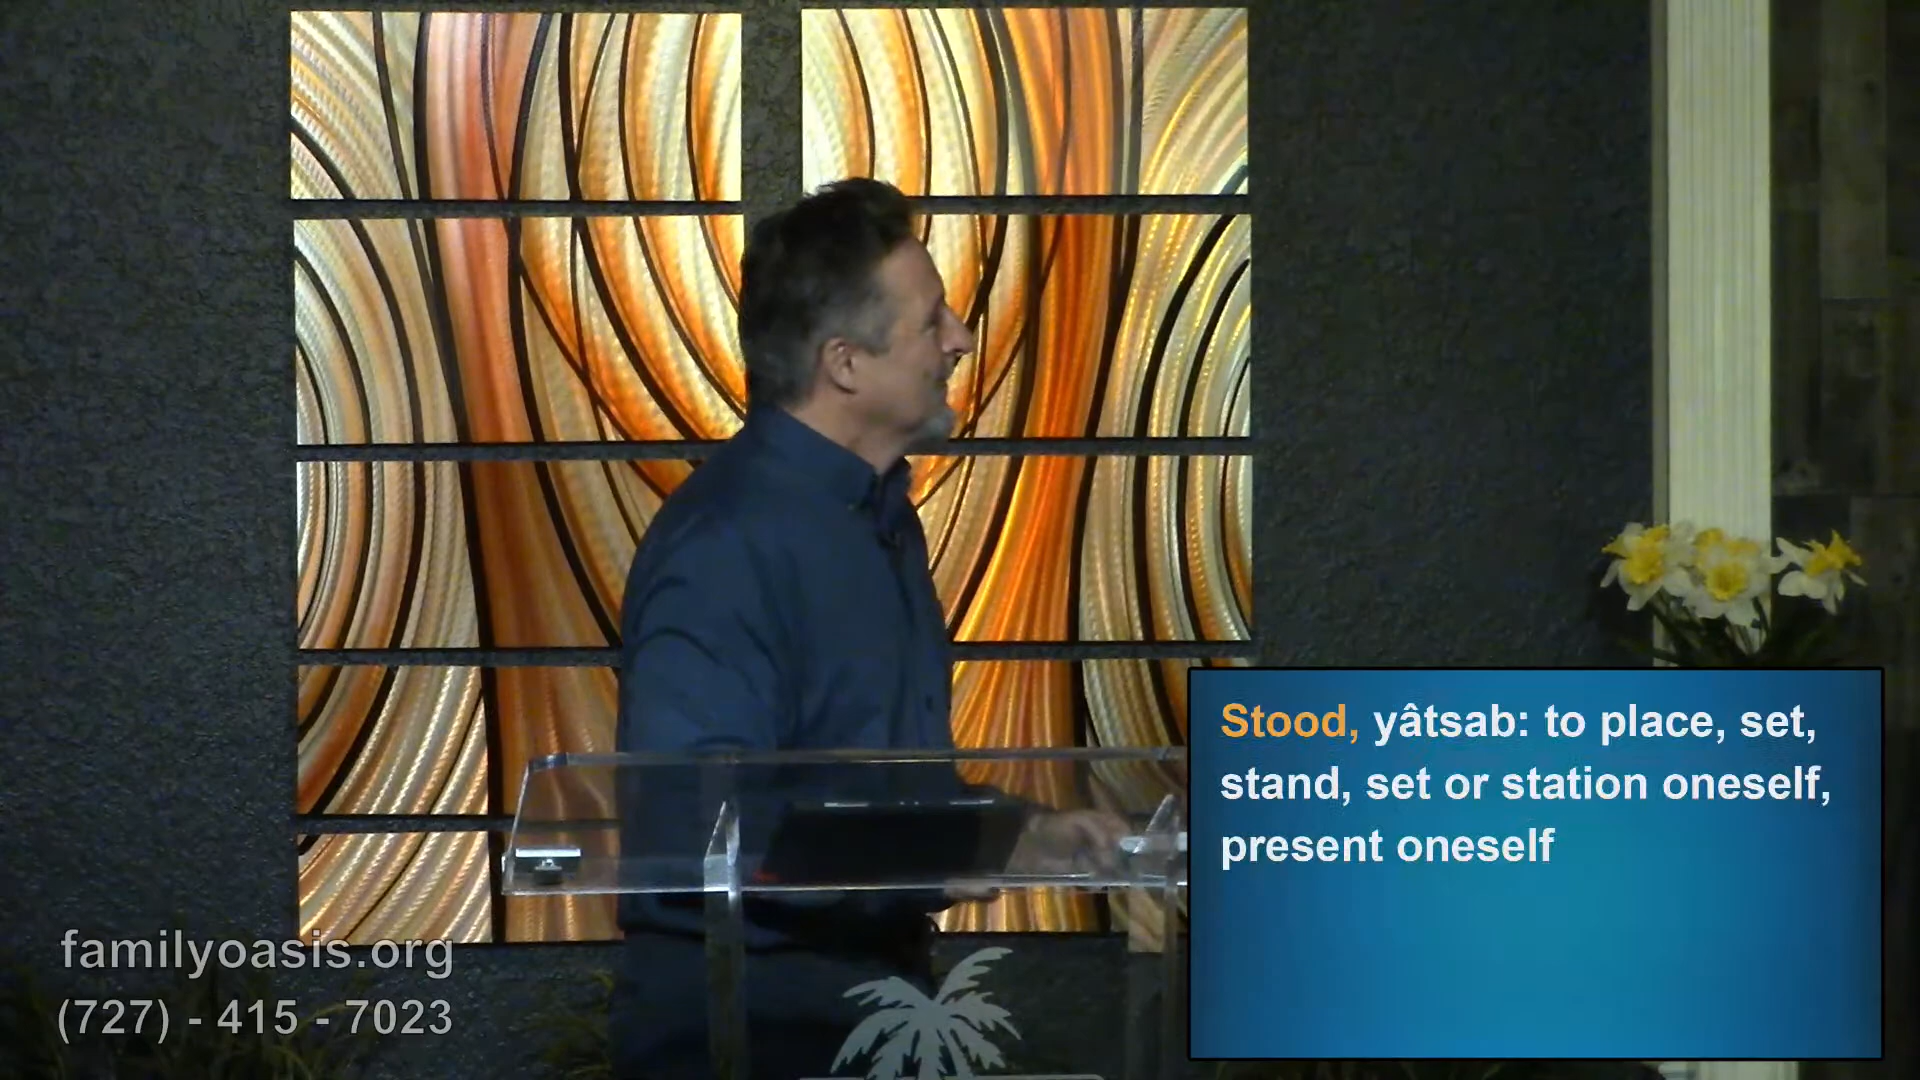 Stood, yâtsab: to place, set,
stand, set or station oneself,
present oneself
familyoasis.org
(727) - 415 - 7023